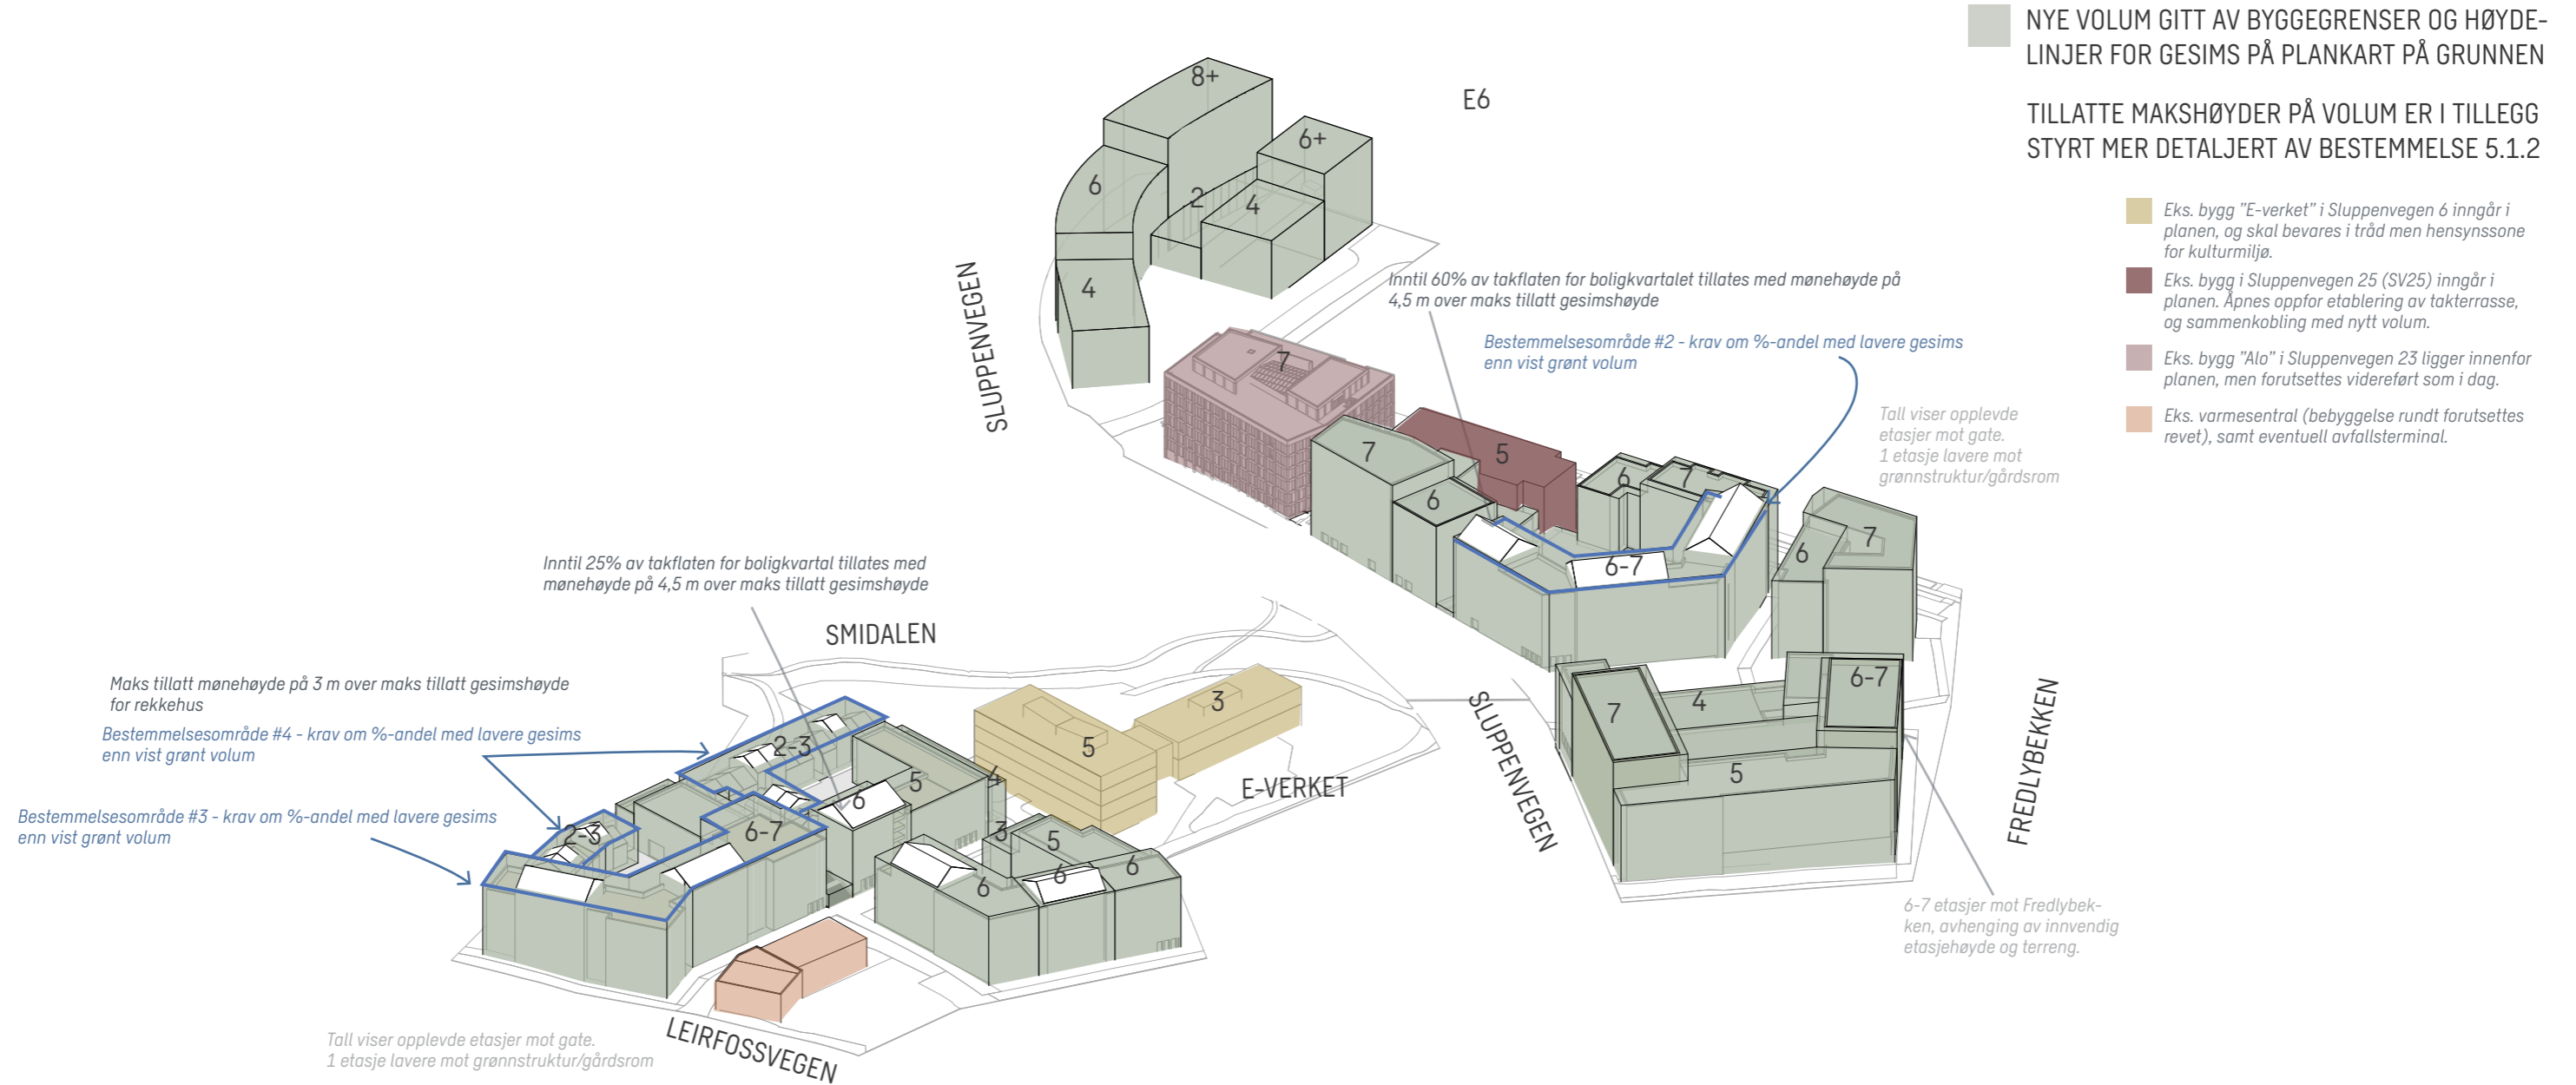 NYE VOLUM GITT AV BYGGEGRENSER OG HØYDE-
LINJER FOR GESIMS PÅ PLANKART PÅ GRUNNEN
TILLATTE MAKSHØYDER PÅ VOLUM ER I TILLEGG
STYRT MER DETALJERT AV BESTEMMELSE 5.1.2
Eks. bygg "E-verket" i Sluppenvegen 6 inngår i
planen, og skal bevares i tråd men hensynssone
for kulturmiljø.
Eks. bygg i Sluppenvegen 25 (SV25) inngår i
planen. Åpnes oppfor etablering av takterrasse,
og sammenkobling med nytt volum.
Eks. bygg "Alo" i Sluppenvegen 23 ligger innenfor
planen, men forutsettes videreført som i dag.
Eks. varmesentral (bebyggelse rundt forutsettes
revet), samt eventuell avfallsterminal.
E6
8+
6+
6
2
4
4
SLUPPENVEGEN
Inntil 60% av takflaten for boligkvartalet tillates med mønehøyde på
4,5 m over maks tillatt gesimshøyde
Bestemmelsesområde #2 - krav om %-andel med lavere gesims
enn vist grønt volum
Tall viser opplevde
etasjer mot gate.
1 etasje lavere mot
grønnstruktur/gårdsrom
7
7
5
6
6
7
6-7
6
7
Inntil 25% av takflaten for boligkvartal tillates med
mønehøyde på 4,5 m over maks tillatt gesimshøyde
SMIDALEN
Maks tillatt mønehøyde på 3 m over maks tillatt gesimshøyde
for rekkehus
Bestemmelsesområde #4 - krav om %-andel med lavere gesims
enn vist grønt volum
Bestemmelsesområde #3 - krav om %-andel med lavere gesims
enn vist grønt volum
3
5
E-VERKET
2-3
5
4
6
2-3
6-7
3
5
6
6
6
SLUPPENVEGEN
7
4
6-7
5
FREDLYBEKKEN
6-7 etasjer mot Fredlybek-
ken, avhenging av innvendig
etasjehøyde og terreng.
Tall viser opplevde etasjer mot gate.
1 etasje lavere mot grønnstruktur/gårdsrom
LEIRFOSSVEGEN